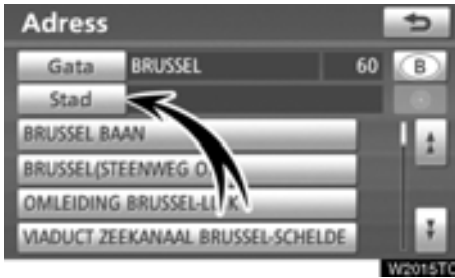 Adress
Gata BRUSSEL 60 B
Stad
BRUSSEL BAAN
BRUSSEL(STEENWEG O
OMLEIDING BRUSSEL-L K
VIADUCT ZEEKANAAL BRUSSEL-SCHELDE
W2015TC